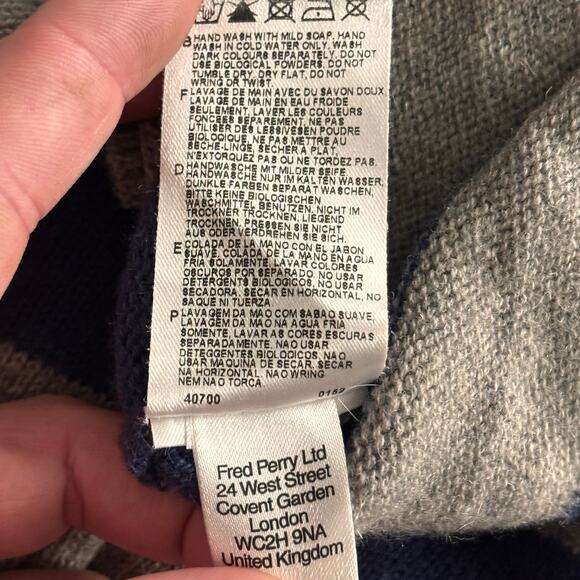 B HAND WASH WITH MILD SOAP. HAND
WASH IN COLD WATER ONLY. WASH
DARK COLOURS SEPARATELY. DO NOT
USE BIOLOGICAL POWDERS. DO NOT
TUMBLE DRY. DRY FLAT. DO NOT
WRING OR TWIST
F LAVAGE DE MAIN AVEC DU SAVON DOUX.
LAVAGE DE MAIN EN EAU FROIDE
SEULEMENT, LAVER LES COULEURS
FONCÉES SEPAREMENT. NE PAS
UTILISER DES LESSIVESEN POUDRE
BIOLOGIQUE, NE PAS METTRE AU
SECHE-LINGE, SECHER A PLAT,
N'EXTORQUEZ PAS OU NE TORDEZ PAS.
D HANDWASCHE MIT MILDER SEIFE.
HANDWASCHE NUR IM KALTEN WASSER,
DUNKLE FARBEN SEPARAT WASCHEN,
BITTE KEINE BIOLOGISCHEN
WASCHMITTEL BENUTZEN, NICHT IM
TROCKNER TROCKNEN, LIEGEND
TROCKNEN. PRESSEN SIE NICHT
AUS ODER VERDREHEN SIE SICH.
E COLADA DE LA MANO CON EL JABON
SUAVE. COLADA DE LA MANO EN AGUA
FRIA SOLAMENTE. LAVAR COLORES
OSCUROS POR SEPARADO. NO USAR
DETERGENTS BIOLOGICOS, NO USAR
SECADORA, SECAR EN HORIZONTAL, NO
SAQUE NI TUERZA
P LAVAGEM DA MAO COM SABAO SUAVE,
LAVAGEM DA MAO NA AGUA FRIA
SOMENTE, LAVAR AS CORES ESCURAS
SEPARADAMENTE, NAO USAR
DETEGGENTES BIOLOGICO, NAO
USAR MAQUINA DE SECAR, SECAR
NA HORIZONTAL, NAO WRING
NEM NAO TORCA
40700 0152
Fred Perry Ltd
24 West Street
Covent Garden
London
WC2H 9NA
United Kingdom